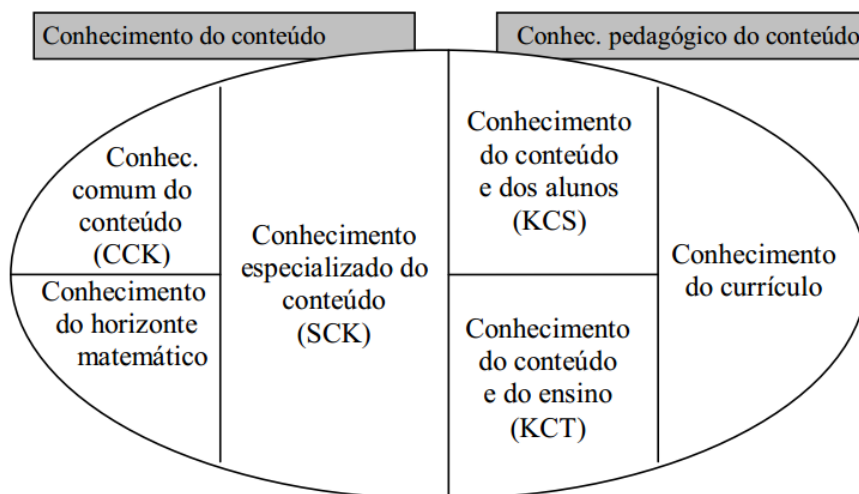 Conhecimento do conteúdo
Conhec. pedagógico do conteúdo
Conhec.
comum do
conteúdo
(CCK)
Conhecimento
do horizonte
matemático
Conhecimento
especializado do
conteúdo
(SCK)
Conhecimento
do conteúdo
e dos alunos
(KCS)
Conhecimento
do conteúdo
e do ensino
(KCT)
Conhecimento
do currículo